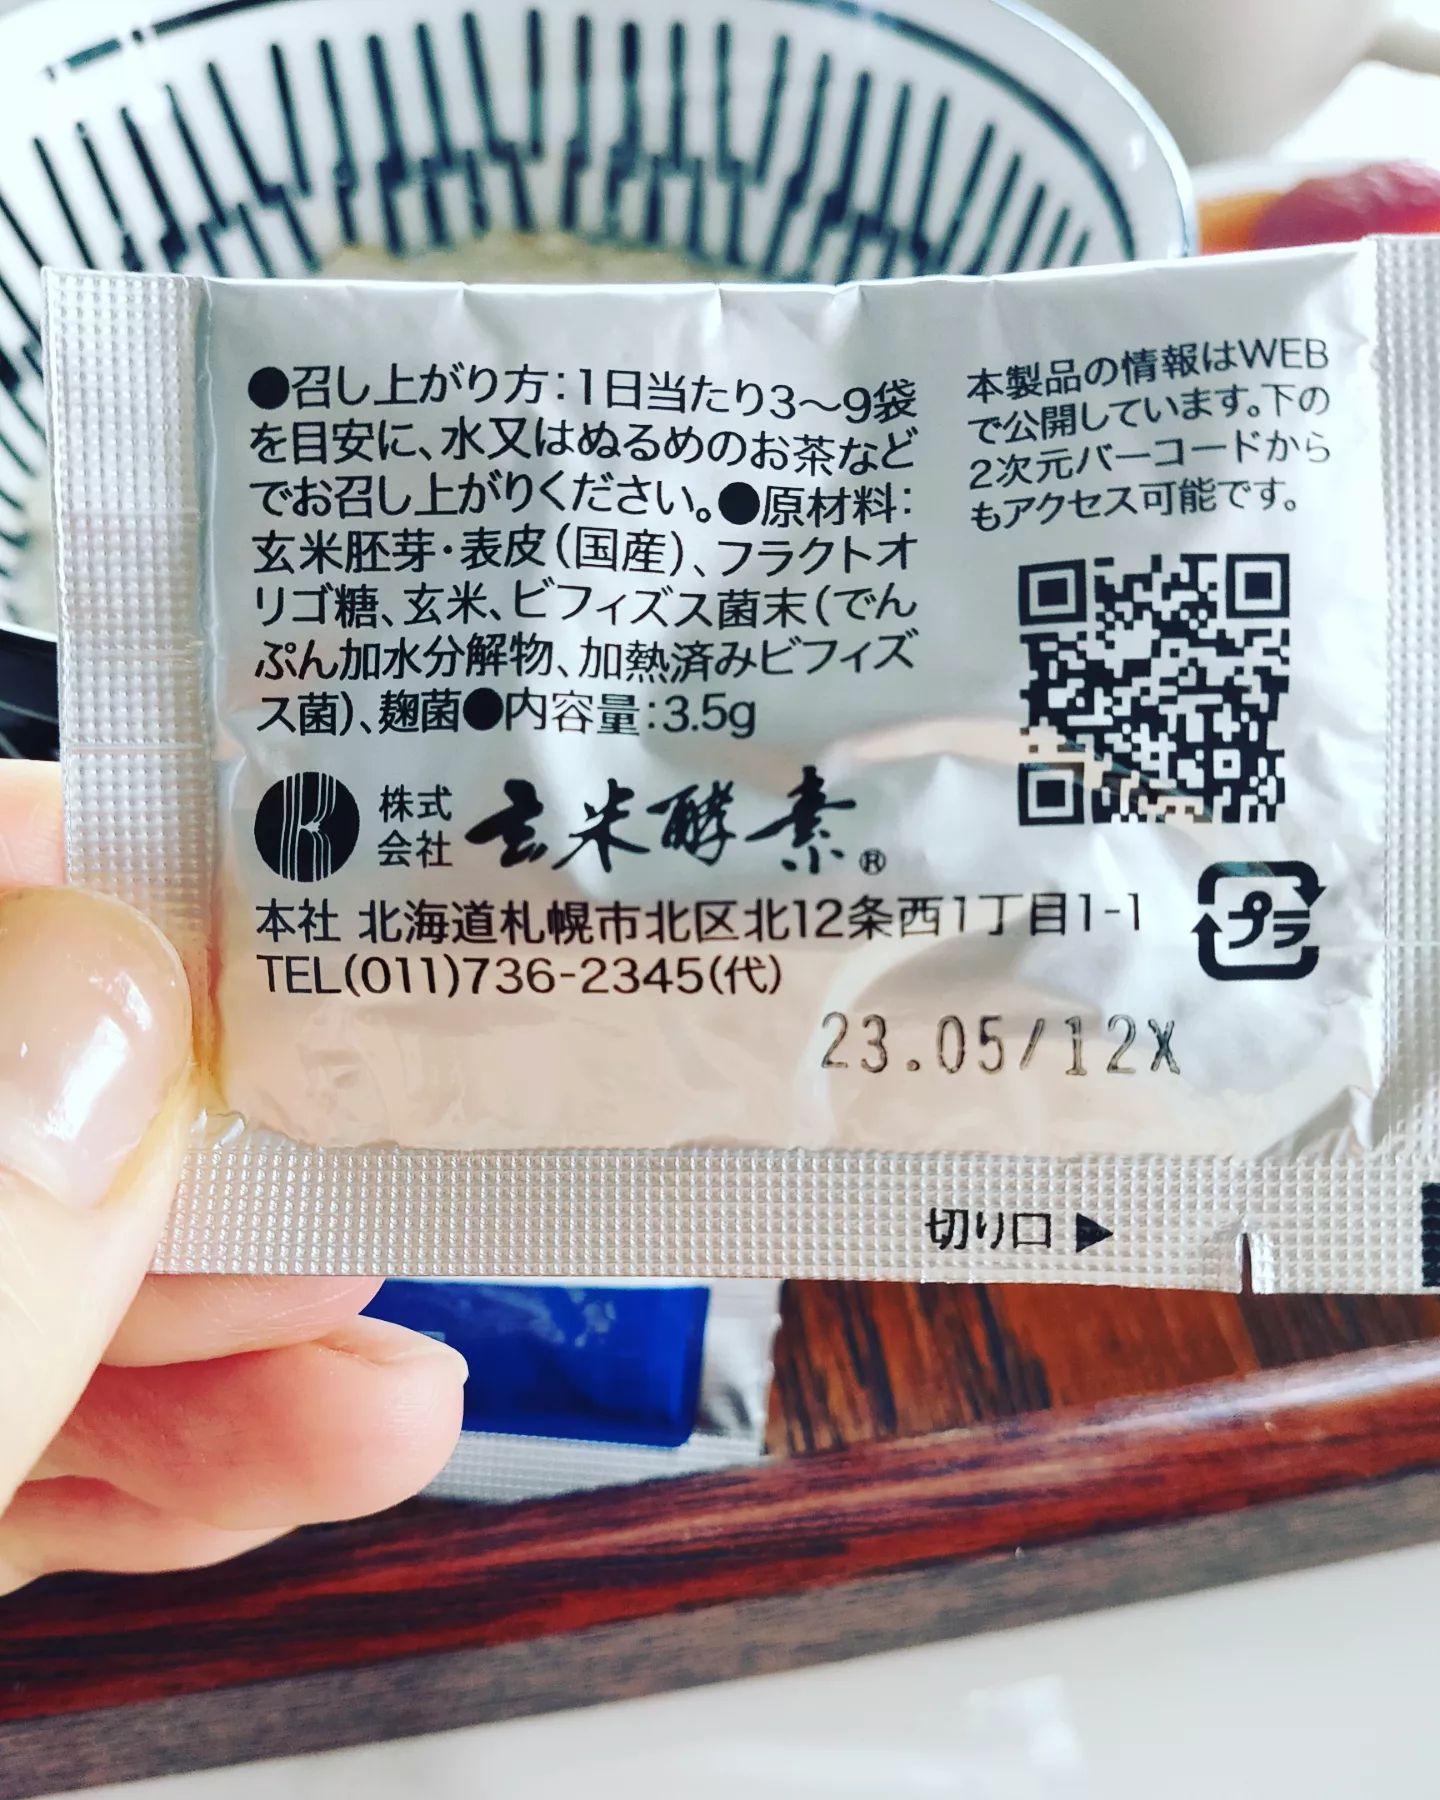 ●召し上がり方：1日当たり3～9袋
を目安に、水又はぬるめのお茶など
でお召し上がりください。●原材料：
玄米胚芽・表皮（国産）、フラクトオ
リゴ糖、玄米、ビフィズス菌末（でん
ぷん加水分解物、加熱済みビフィズ
ス菌）、麹菌●内容量：3.5g
本製品の情報はWEB
で公開しています。下の
2次元バーコードから
もアクセス可能です。
株式
会社
玄米酵素®
本社 北海道札幌市北区北12条西1丁目1-1
TEL(011)736-2345(代)
プラ
23.05/12X
切り口▶